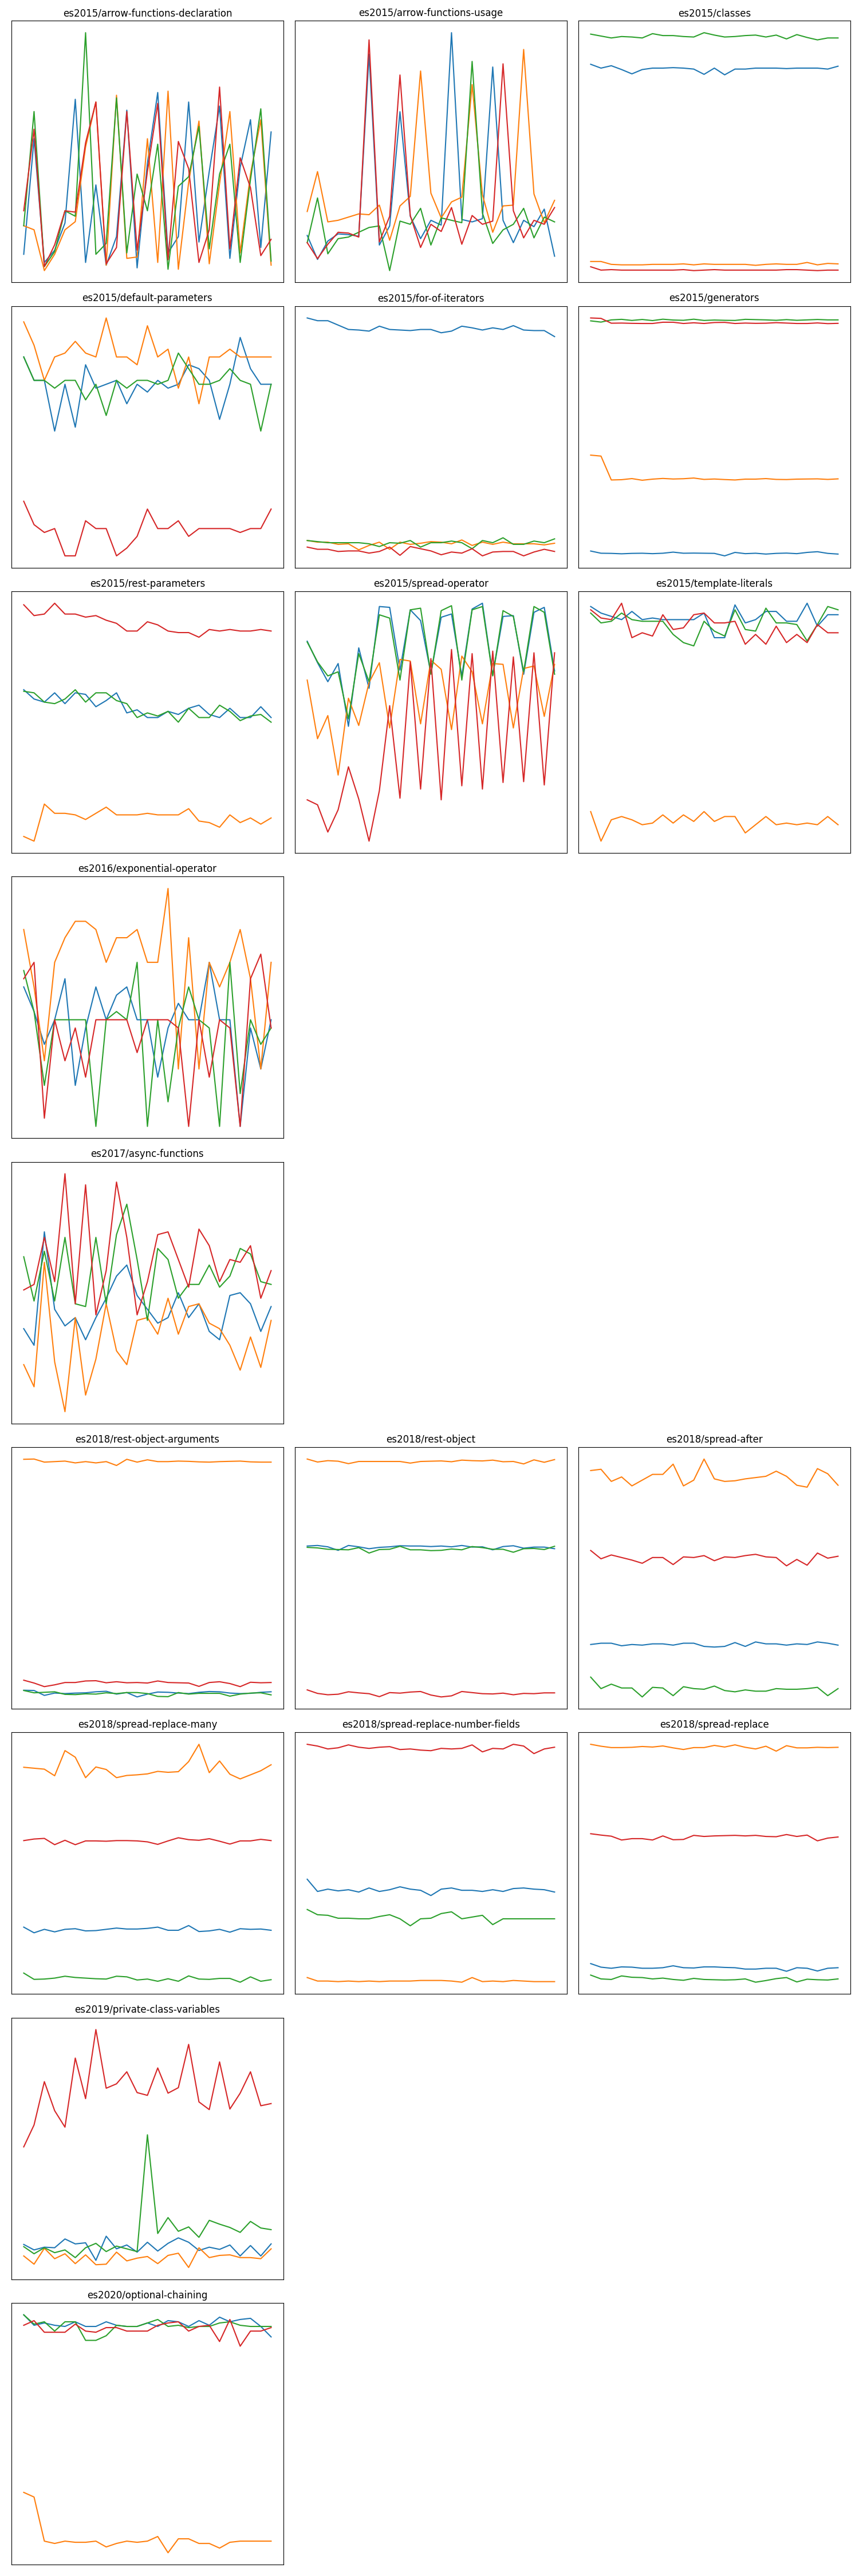 es2015/arrow-functions-declaration
es2015/arrow-functions-usage
es2015/classes
es2015/default-parameters
es2015/for-of-iterators
es2015/generators
es2015/rest-parameters
es2015/spread-operator
es2015/template-literals
es2016/exponential-operator
es2017/async-functions
es2018/rest-object-arguments
es2018/rest-object
es2018/spread-after
es2018/spread-replace-many
es2018/spread-replace-number-fields
es2018/spread-replace
es2019/private-class-variables
es2020/optional-chaining